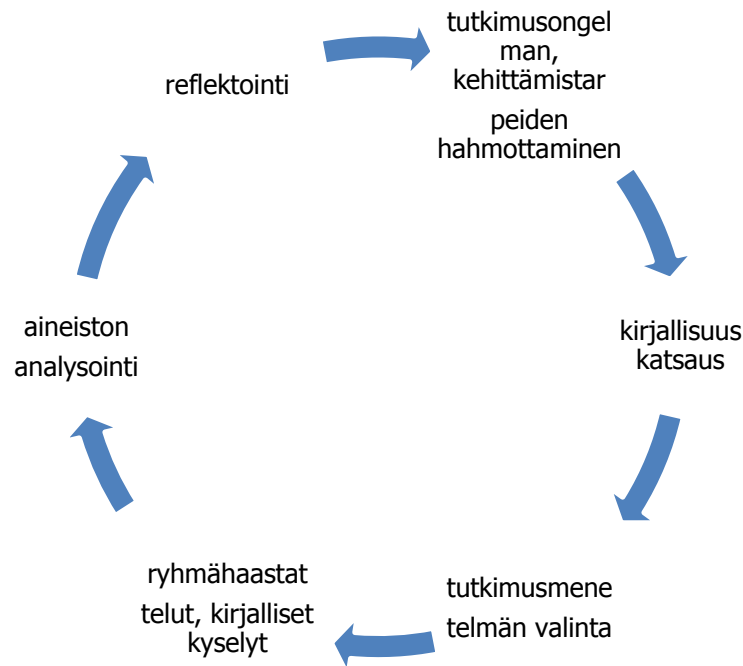 tutkimusongel
man,
kehittämistar
peiden
hahmottaminen
kirjallisuus
katsaus
tutkimusmene
telmän valinta
ryhmähaastat
telut, kirjalliset
kyselyt
aineiston
analysointi
reflektointi